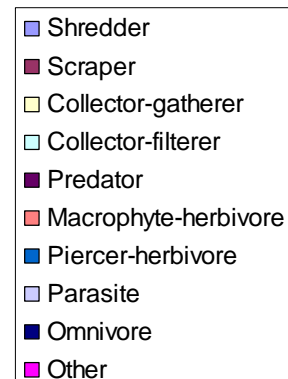 Shredder
Scraper
Collector-gatherer
Collector-filterer
Predator
Macrophyte-herbivore
Piercer-herbivore
Parasite
Omnivore
Other